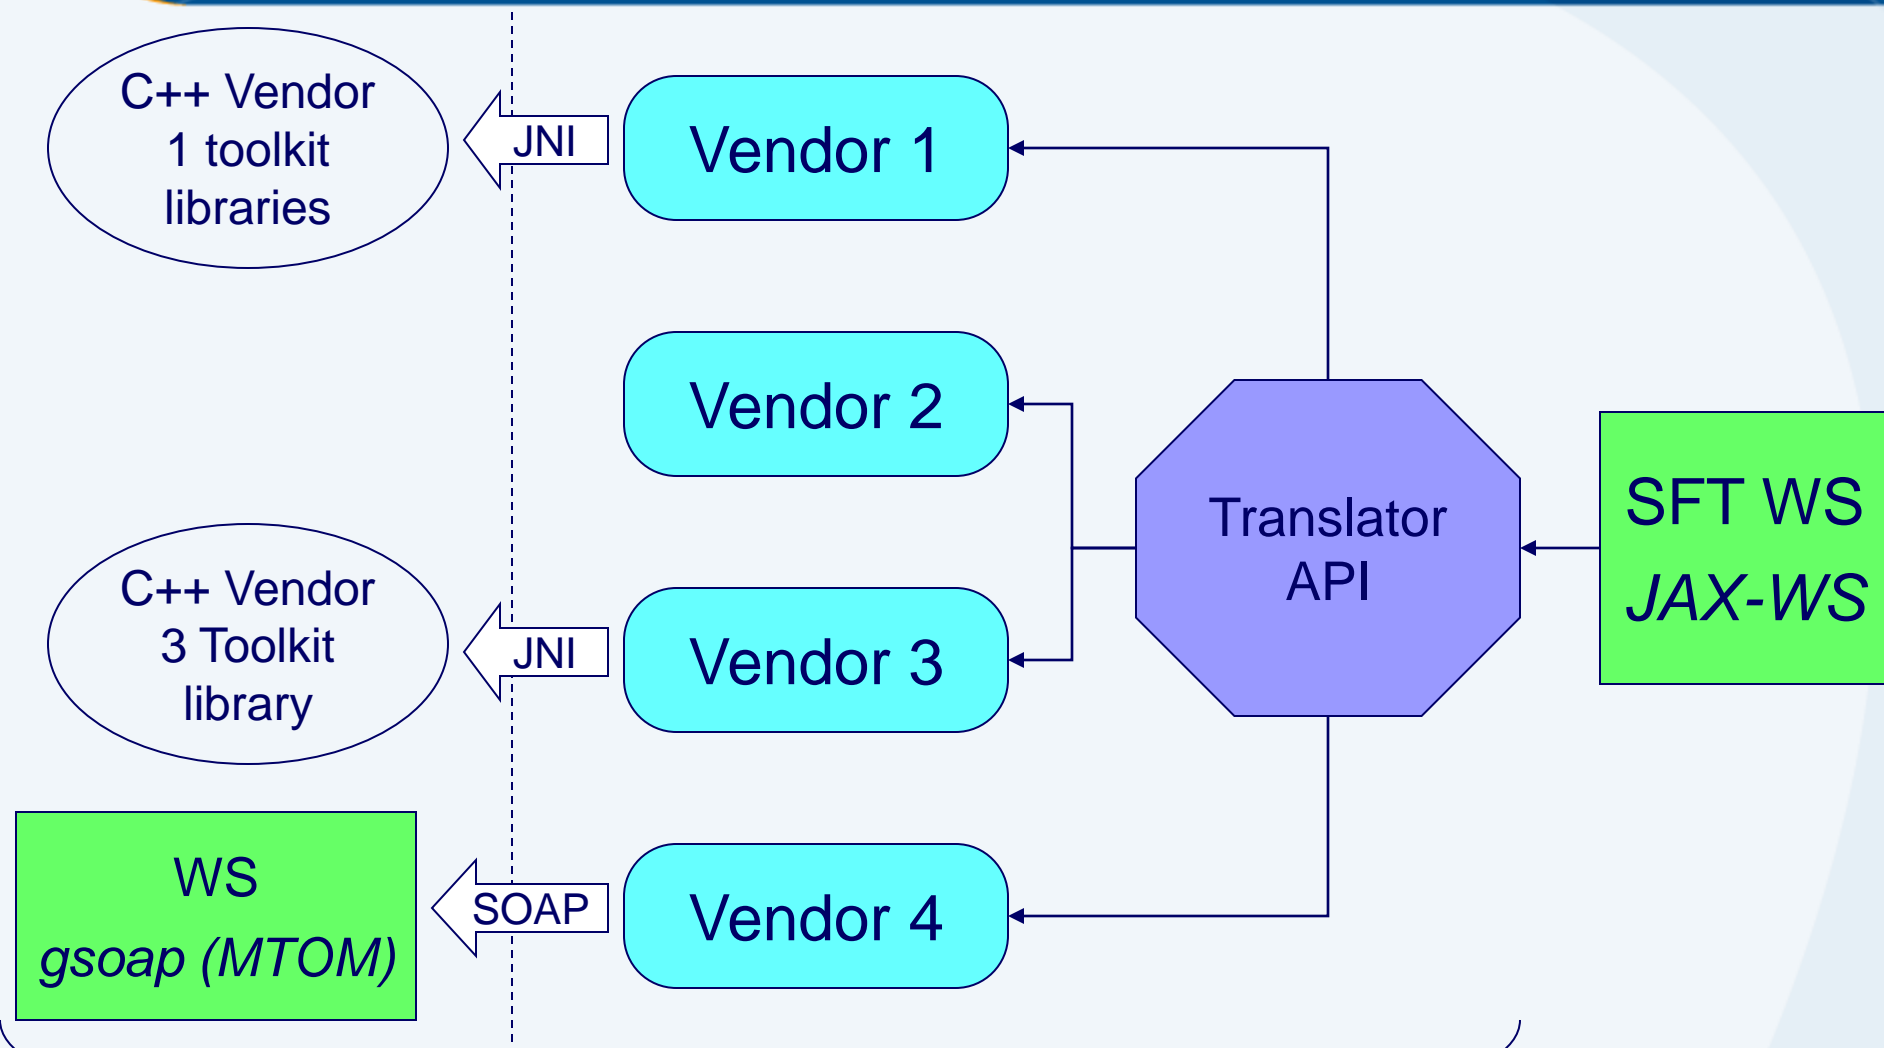 C++ Vendor
1 toolkit
libraries
JNI
Vendor 1
Vendor 2
C++ Vendor
3 Toolkit
library
JNI
Vendor 3
Translator
API
SFT WS
JAX-WS
WS
gsoap (MTOM)
SOAP
Vendor 4